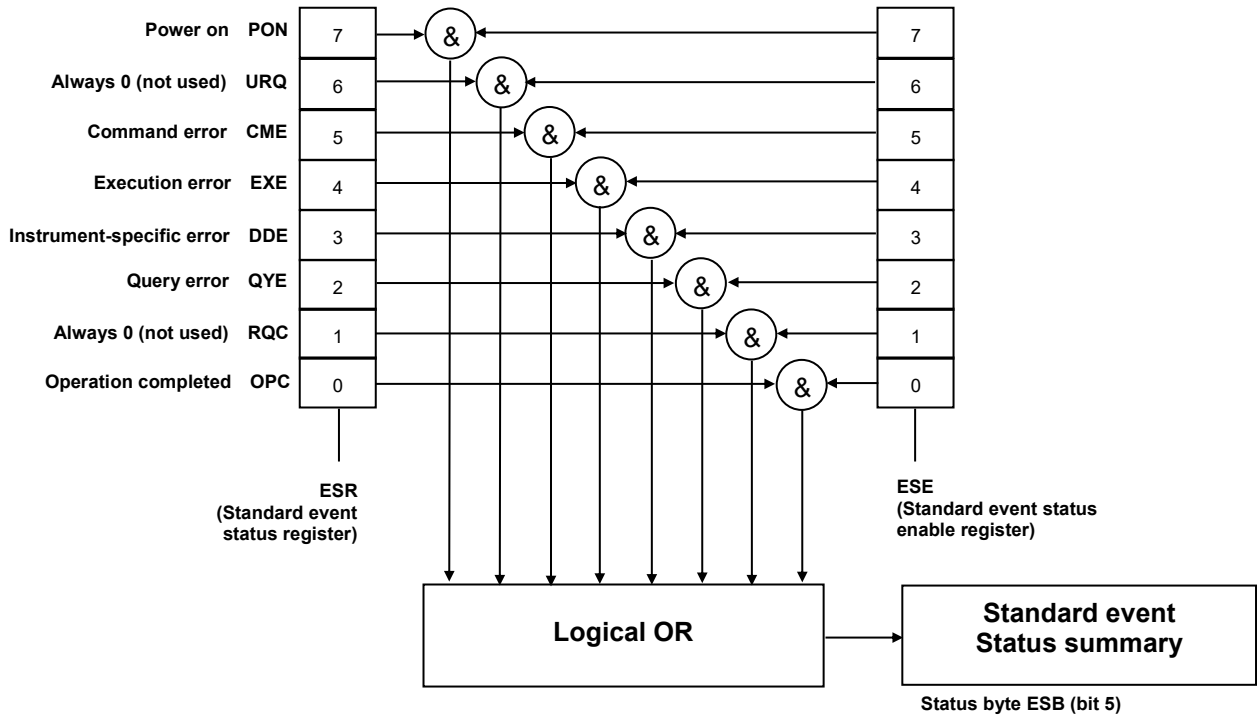 Power on PON 7 & 7
Always 0 (not used) URQ 6 & 6
Command error CME 5 & 5
Execution error EXE 4 & 4
Instrument-specific error DDE 3 & 3
Query error QYE 2 & 2
Always 0 (not used) RQC 1 & 1
Operation completed OPC 0 & 0
ESR
(Standard event
status register)
ESE
(Standard event status
enable register)
Logical OR
Standard event
Status summary
Status byte ESB (bit 5)